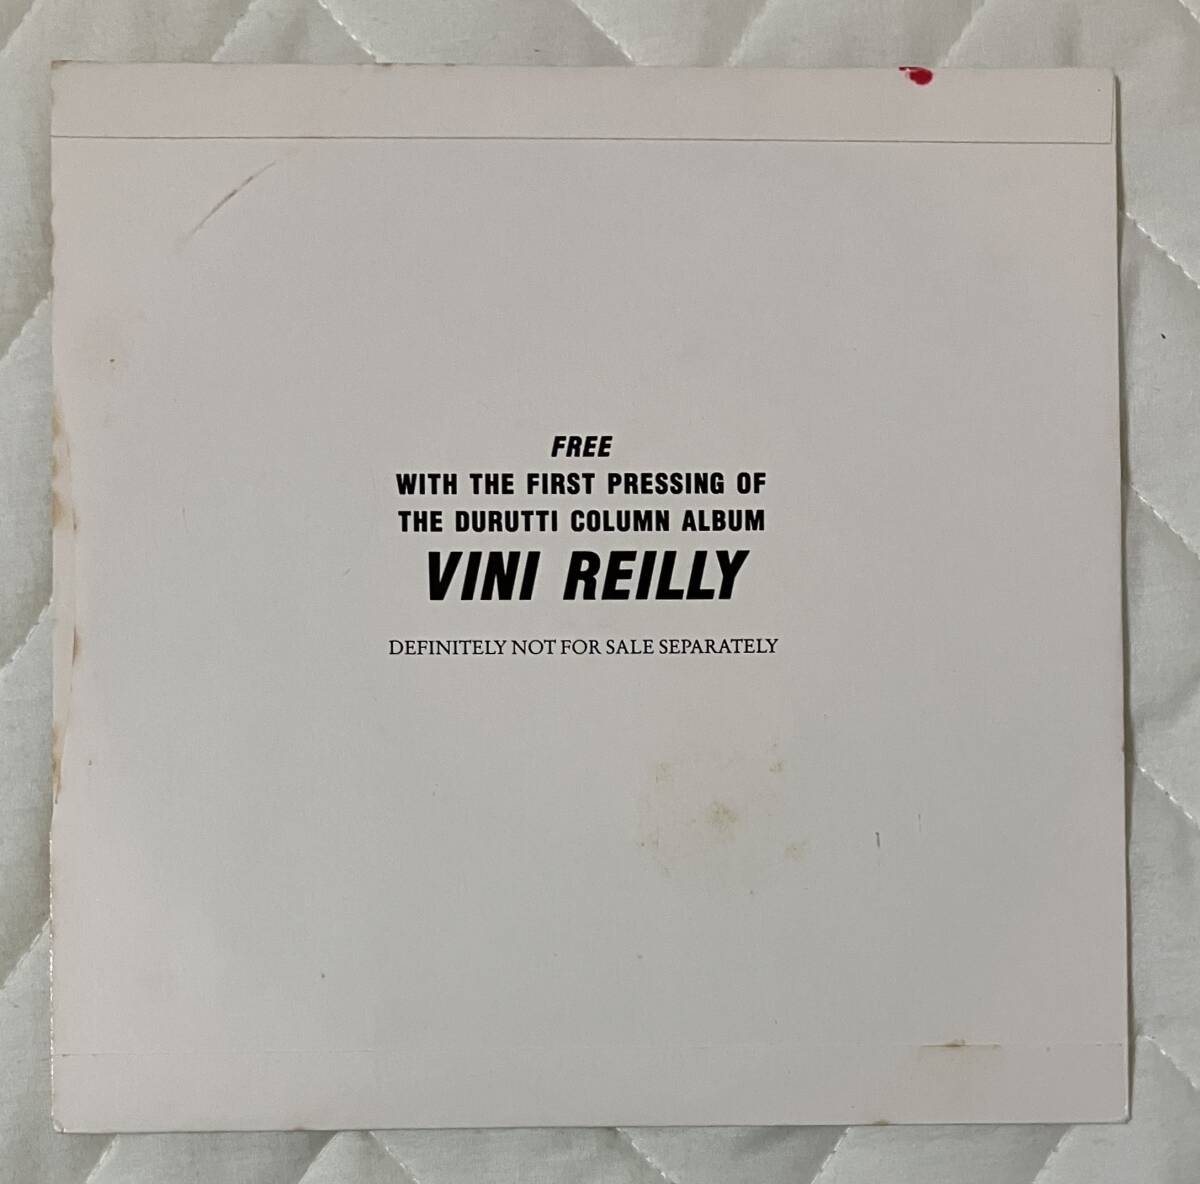 FREE
WITH THE FIRST PRESSING OF
THE DURUTTI COLUMN ALBUM
VINI REILLY
DEFINITELY NOT FOR SALE SEPARATELY